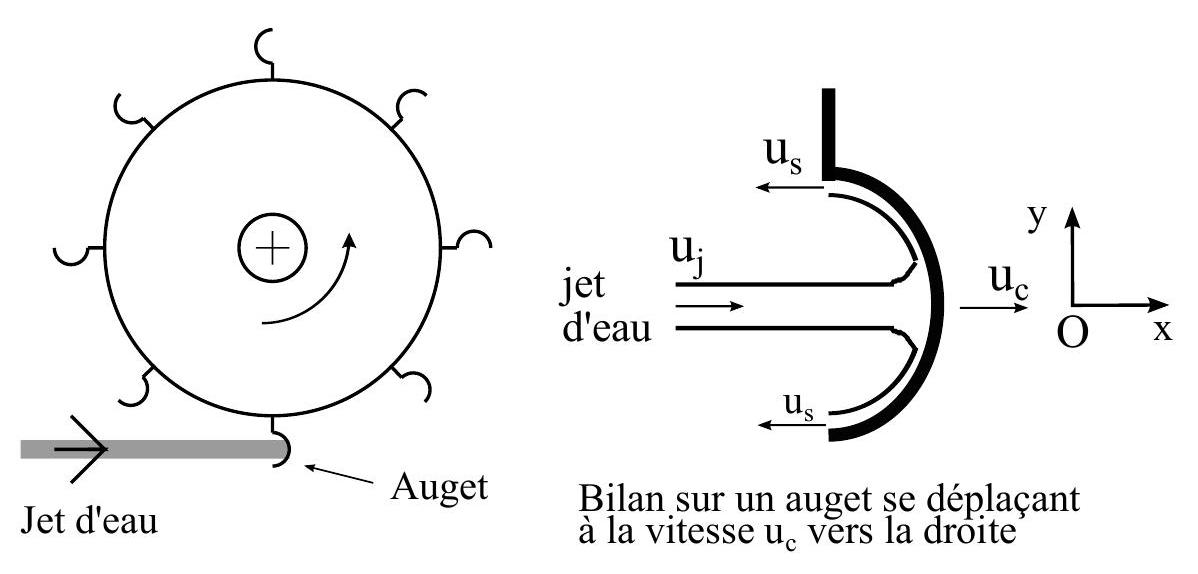 Jet d'eau
Auget
u_s
u_j
jet
d'eau
u_s
u_c
y
O
x
Bilan sur un auget se déplaçant
à la vitesse u_c vers la droite